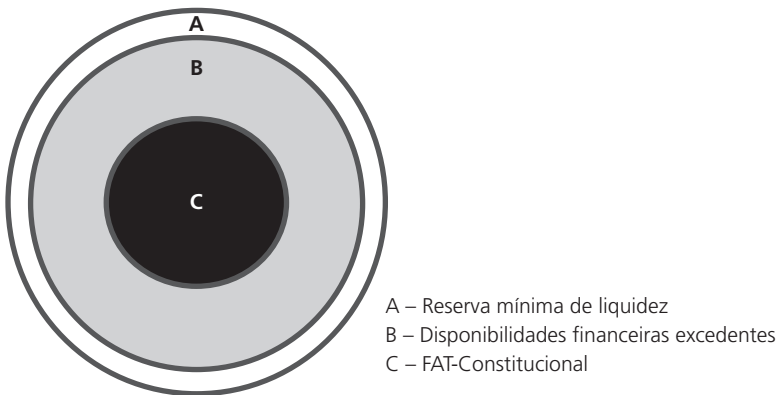 A
B
C
A – Reserva mínima de liquidez
B – Disponibilidades financeiras excedentes
C – FAT-Constitucional